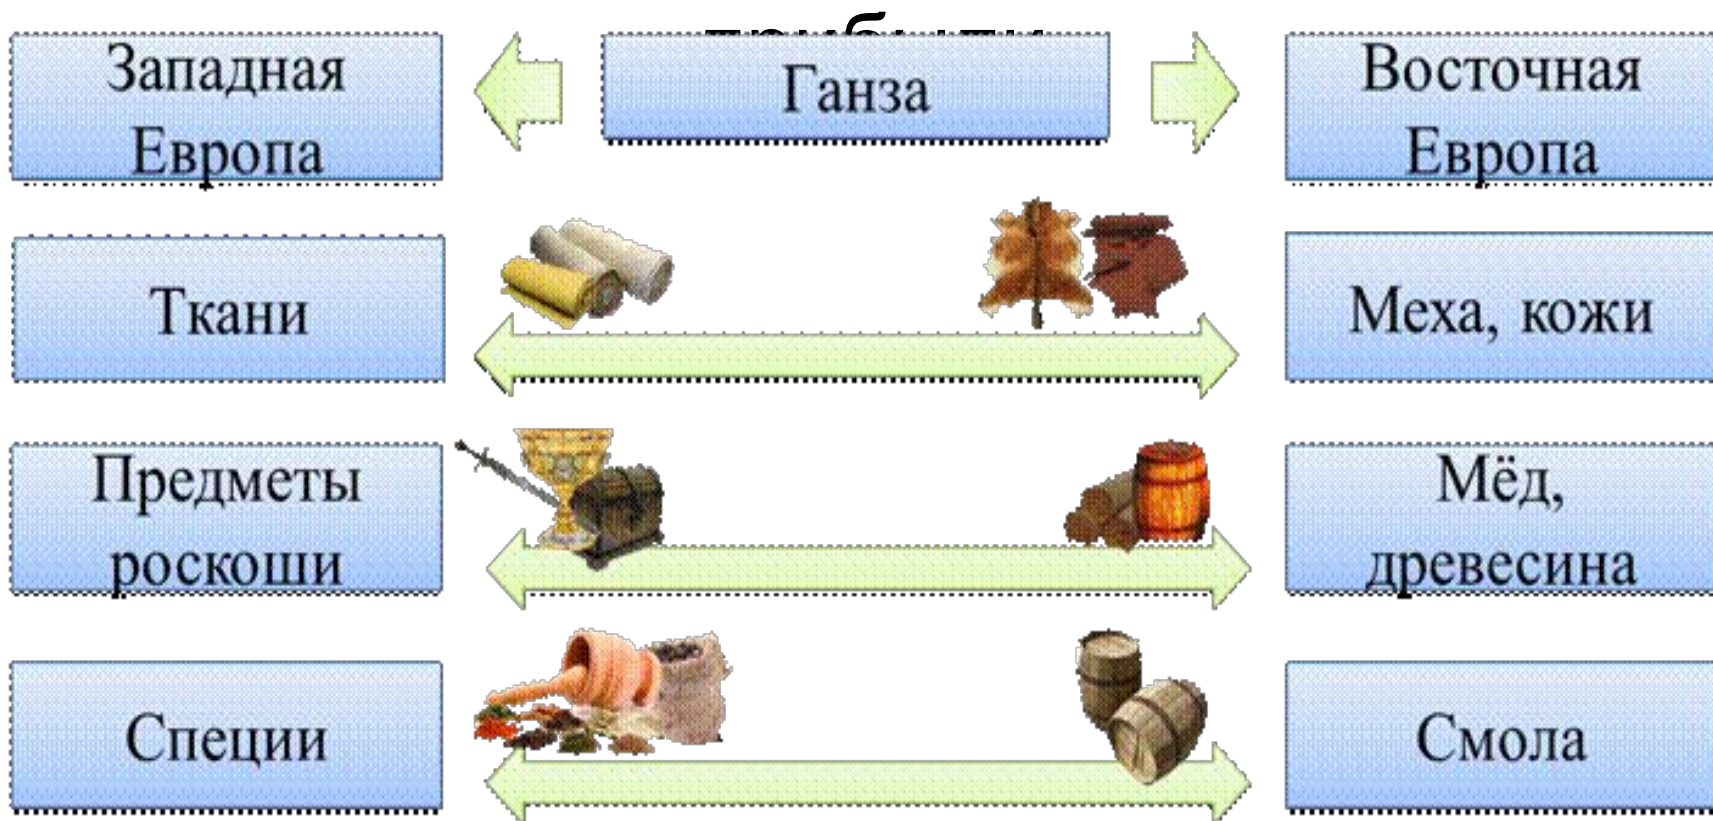 Западная
Европа
Ганза
Восточная
Европа
Ткани
Меха, кожи
Предметы
роскоши
Мёд,
древесина
Специи
Смола